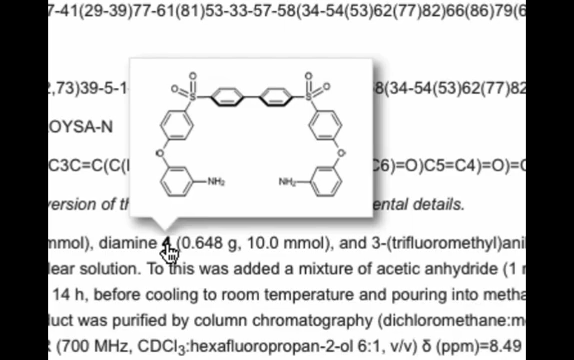 7-41(29-39)77-61(81)53-33-57-58(34-54(53)62(77)82)66(86)79(6
,73)39-5-1
8(34-54(53)62(77)82
OYSA-N
C3C=C(C(
C6)=O)C5=C4)=O)=C
O O
O S
S O
O
O
NH₂
NH₂
version of th
ental details.
mmol), diamine 4 (0.648 g, 10.0 mmol), and 3-(trifluoromethyl)anil
lear solution. To this was added a mixture of acetic anhydride (1
14 h, before cooling to room temperature and pouring into metha
uct was purified by column chromatography (dichloromethane:m
(700 MHz, CDCl₃:hexafluoropropan-2-ol 6:1, v/v) δ (ppm)=8.49